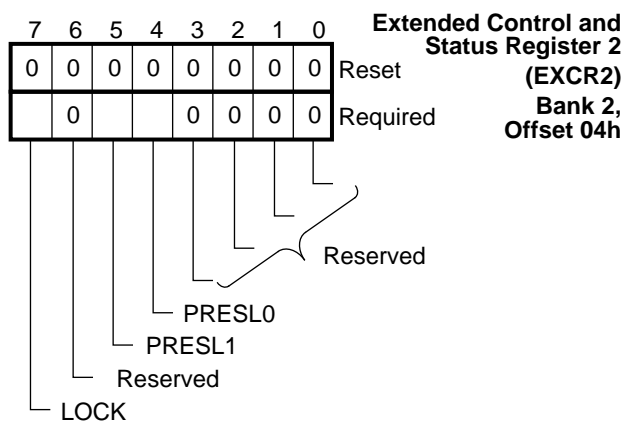 Extended Control and
Status Register 2
(EXCR2)
Bank 2,
Offset 04h
7 6 5 4 3 2 1 0
0 0 0 0 0 0 0 0 Reset
0 0 0 0 0 Required
Reserved
PRESL0
PRESL1
Reserved
LOCK